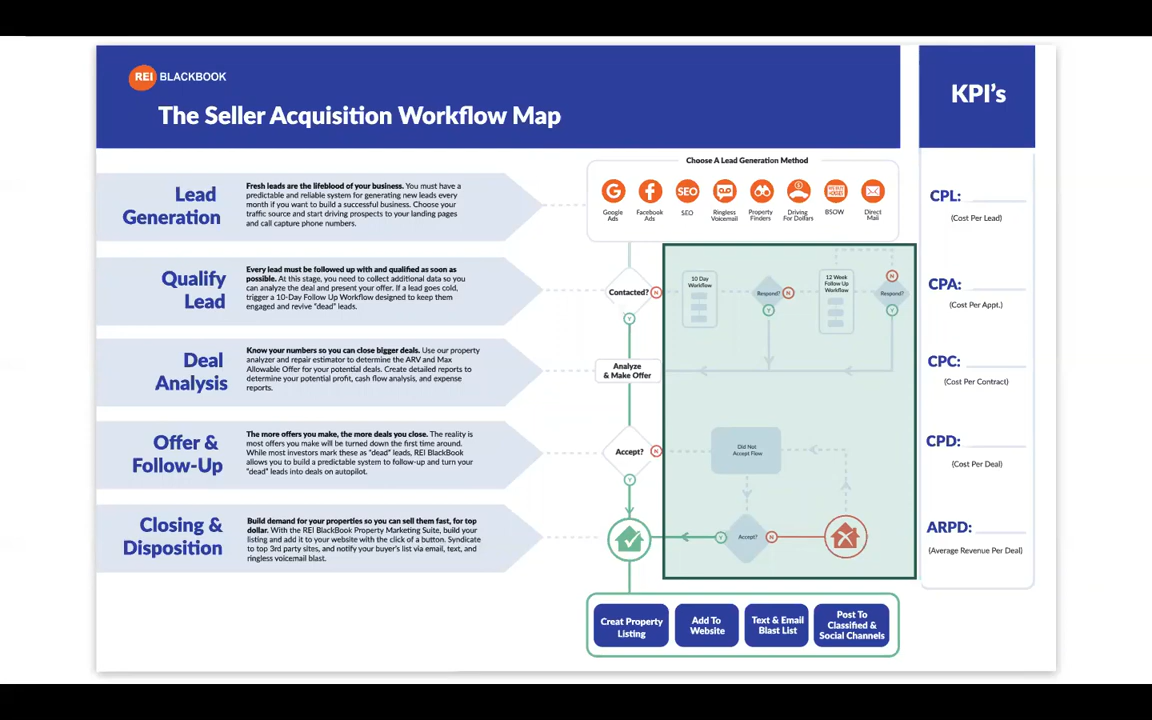 REI BLACKBOOK
The Seller Acquisition Workflow Map
KPI's
Choose A Lead Generation Method
Lead
Generation
Fresh leads are the lifeblood of your business. You must have a
predictable and reliable system for generating new leads every
month if you want to build a successful business. Choose your
traffic source and start driving prospects to your landing pages
and call capture phone numbers.
G
f
SEO
Google
Ads
Facebook
Ads
SEO
Ringless
Voicemail
Property
Finders
Driving
For Dollars
BSOW
Direct
Mail
CPL:
(Cost Per Lead)
Qualify
Lead
Every lead must be followed up with and qualified as soon as
possible. At this stage, you need to collect additional data so you
can analyze the deal and present your offer. If a lead goes cold,
trigger a 10-Day Follow Up Workflow designed to keep them
engaged and revive "dead" leads.
Contacted?
N
Y
10 Day
Workflow
Respond?
N
Y
12 Week
Follow Up
Workflow
N
Respond?
Y
CPA:
(Cost Per Appt.)
Deal
Analysis
Know your numbers so you can close bigger deals. Use our property
analyzer and repair estimator to determine the ARV and Max
Allowable Offer for your potential deals. Create detailed reports to
determine your potential profit, cash flow analysis, and expense
reports.
Analyze
& Make Offer
CPC:
(Cost Per Contract)
Offer &
Follow-Up
The more offers you make, the more deals you close. The reality is
most offers you make will be turned down the first time around.
While most investors mark these as "dead" leads, REI BlackBook
allows you to build a predictable system to follow-up and turn your
"dead" leads into deals on autopilot.
Accept?
N
Y
Did Not
Accept Flow
CPD:
(Cost Per Deal)
Closing &
Disposition
Build demand for your properties so you can sell them fast, for top
dollar. With the REI BlackBook Property Marketing Suite, build your
listing and add it to your website with the click of a button. Syndicate
to top 3rd party sites, and notify your buyer's list via email, text, and
ringless voicemail blast.
Y
Accept?
N
ARPD:
(Average Revenue Per Deal)
Creat Property
Listing
Add To
Website
Text & Email
Blast List
Post To
Classified &
Social Channels